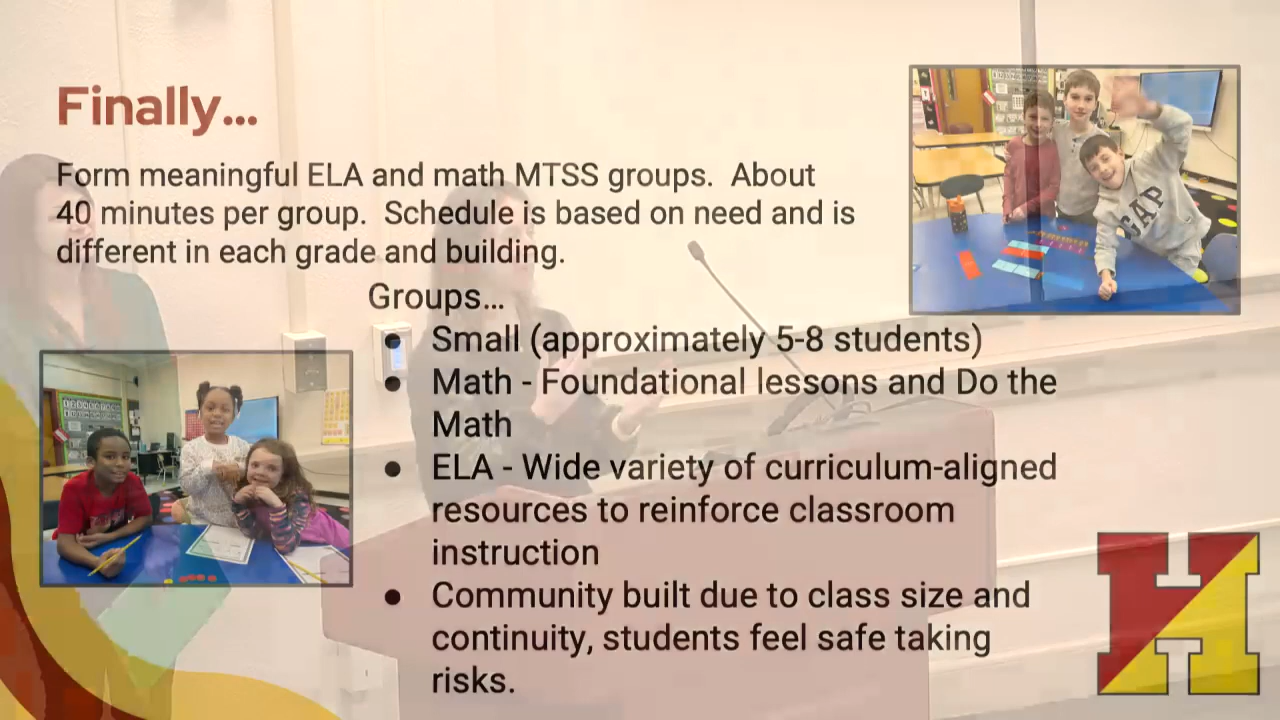 Finally...
Form meaningful ELA and math MTSS groups.  About
40 minutes per group.  Schedule is based on need and is
different in each grade and building.
Groups...
● Small (approximately 5-8 students)
● Math - Foundational lessons and Do the
Math
● ELA - Wide variety of curriculum-aligned
resources to reinforce classroom
instruction
● Community built due to class size and
continuity, students feel safe taking
risks.
GAP
H